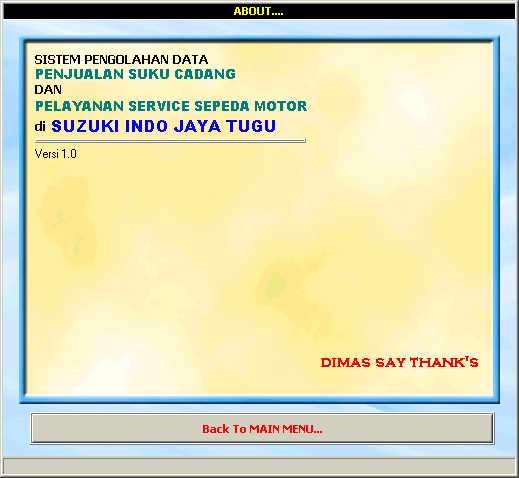 ABOUT....
SISTEM PENGOLAHAN DATA
PENJUALAN SUKU CADANG
DAN
PELAYANAN SERVICE SEPEDA MOTOR
di SUZUKI INDO JAYA TUGU
Versi 1.0
DIMAS SAY THANK'S
Back To MAIN MENU...